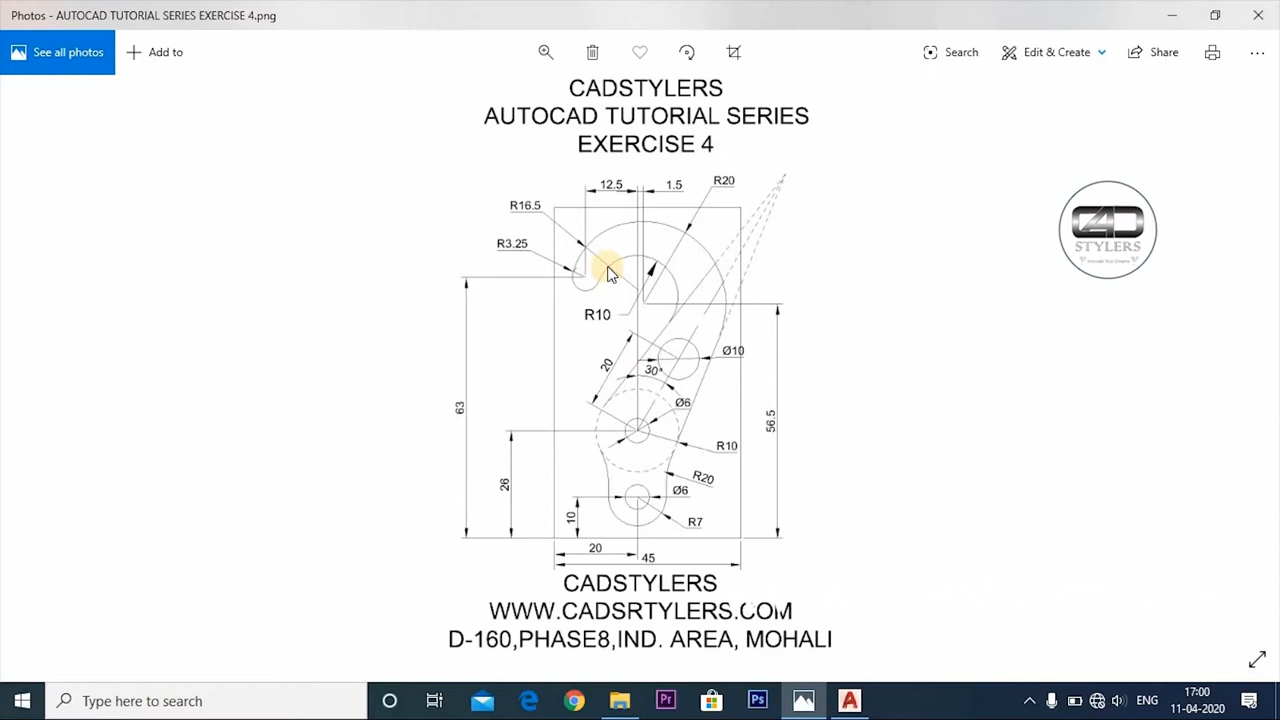 Photos - AUTOCAD TUTORIAL SERIES EXERCISE 4.png
See all photos
Add to
Search
Edit & Create
Share
CADSTYLERS
AUTOCAD TUTORIAL SERIES
EXERCISE 4
12.5
1.5
R20
R16.5
R3.25
R10
Ø10
20
30°
Ø6
63
56.5
R10
R20
26
Ø6
10
R7
20
45
CAD
STYLERS
CADSTYLERS
WWW.CADSRTYLERS.COM
D-160,PHASE8,IND. AREA, MOHALI
Type here to search
Pr
Ps
A
ENG
17:00
11-04-2020